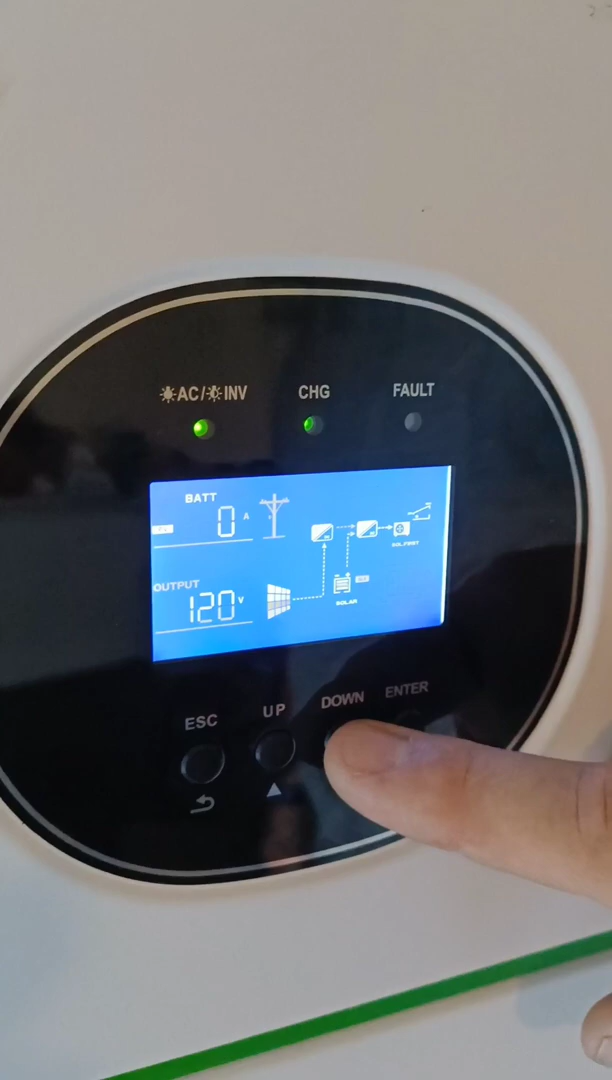 AC/INV CHG FAULT
BATT
0 A
OUTPUT
120 V
SOLAR
ESC UP DOWN ENTER